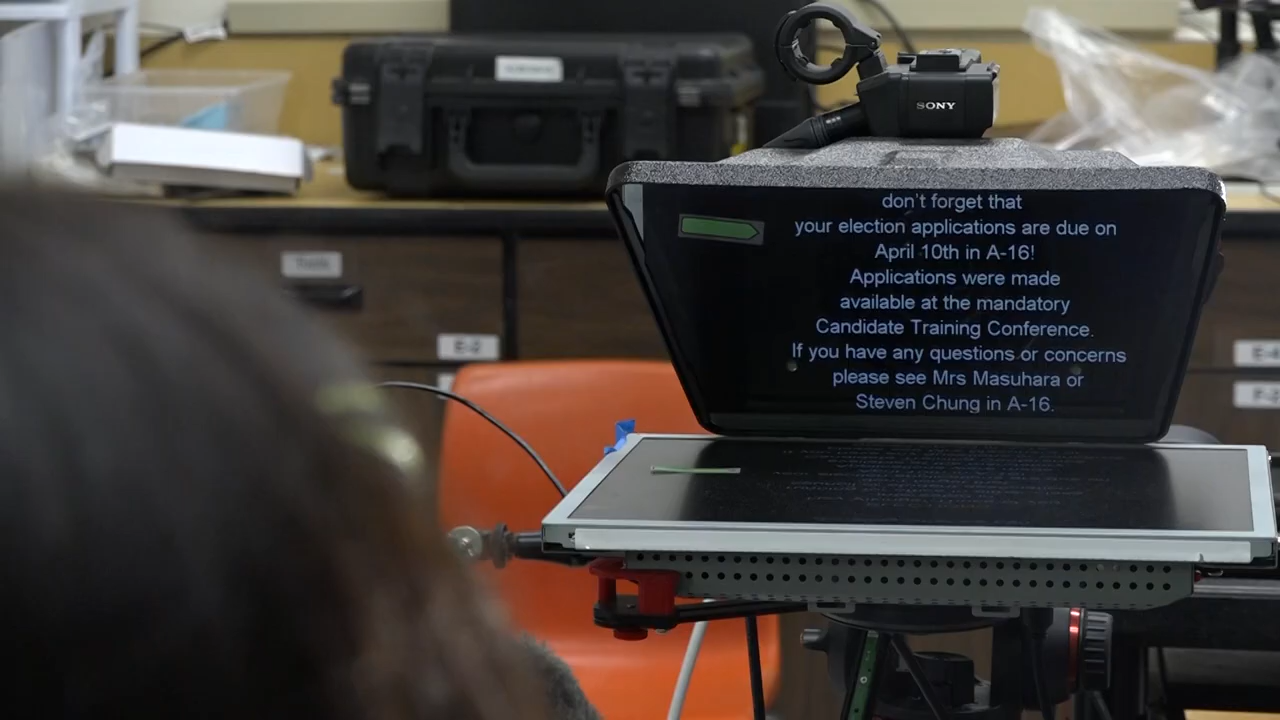 SONY
don't forget that
your election applications are due on
April 10th in A-16!
Applications were made
available at the mandatory
Candidate Training Conference.
If you have any questions or concerns
please see Mrs Masuhara or
Steven Chung in A-16.
Tools
E-2